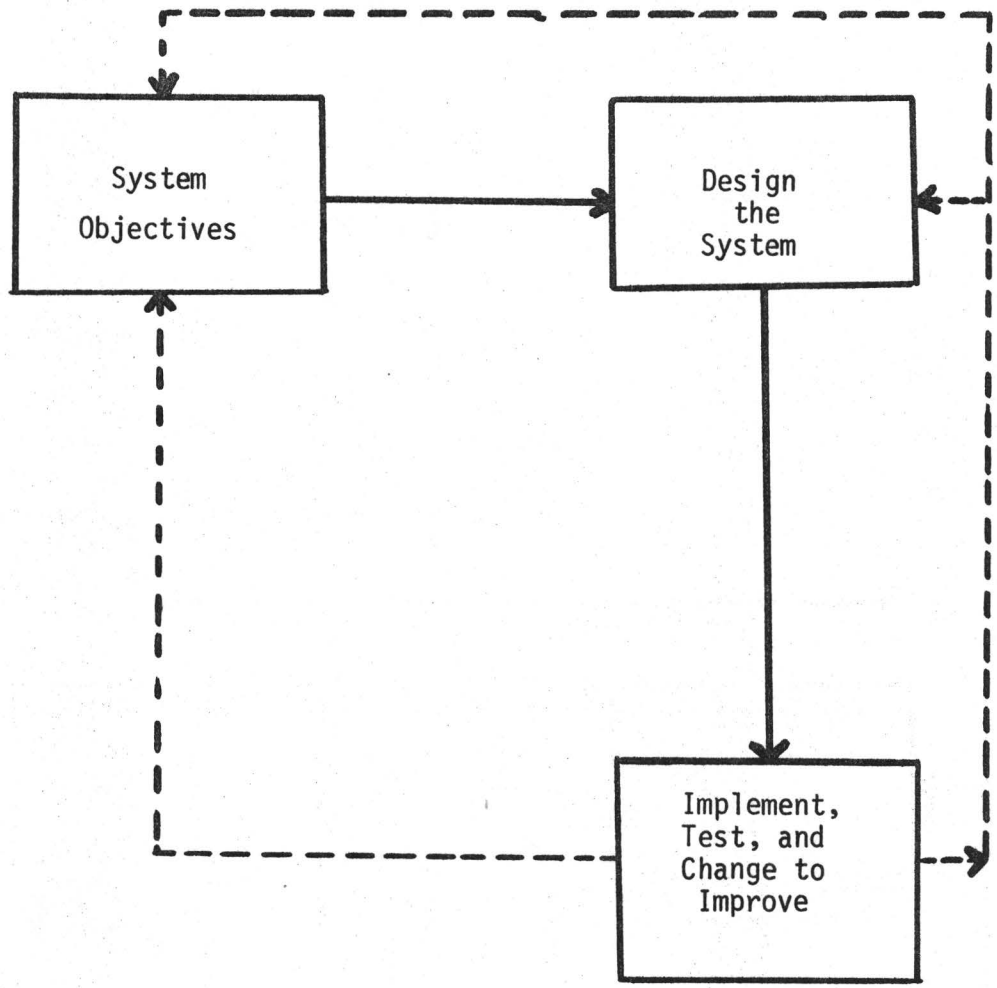 System
Objectives
Design
the
System
Implement,
Test, and
Change to
Improve